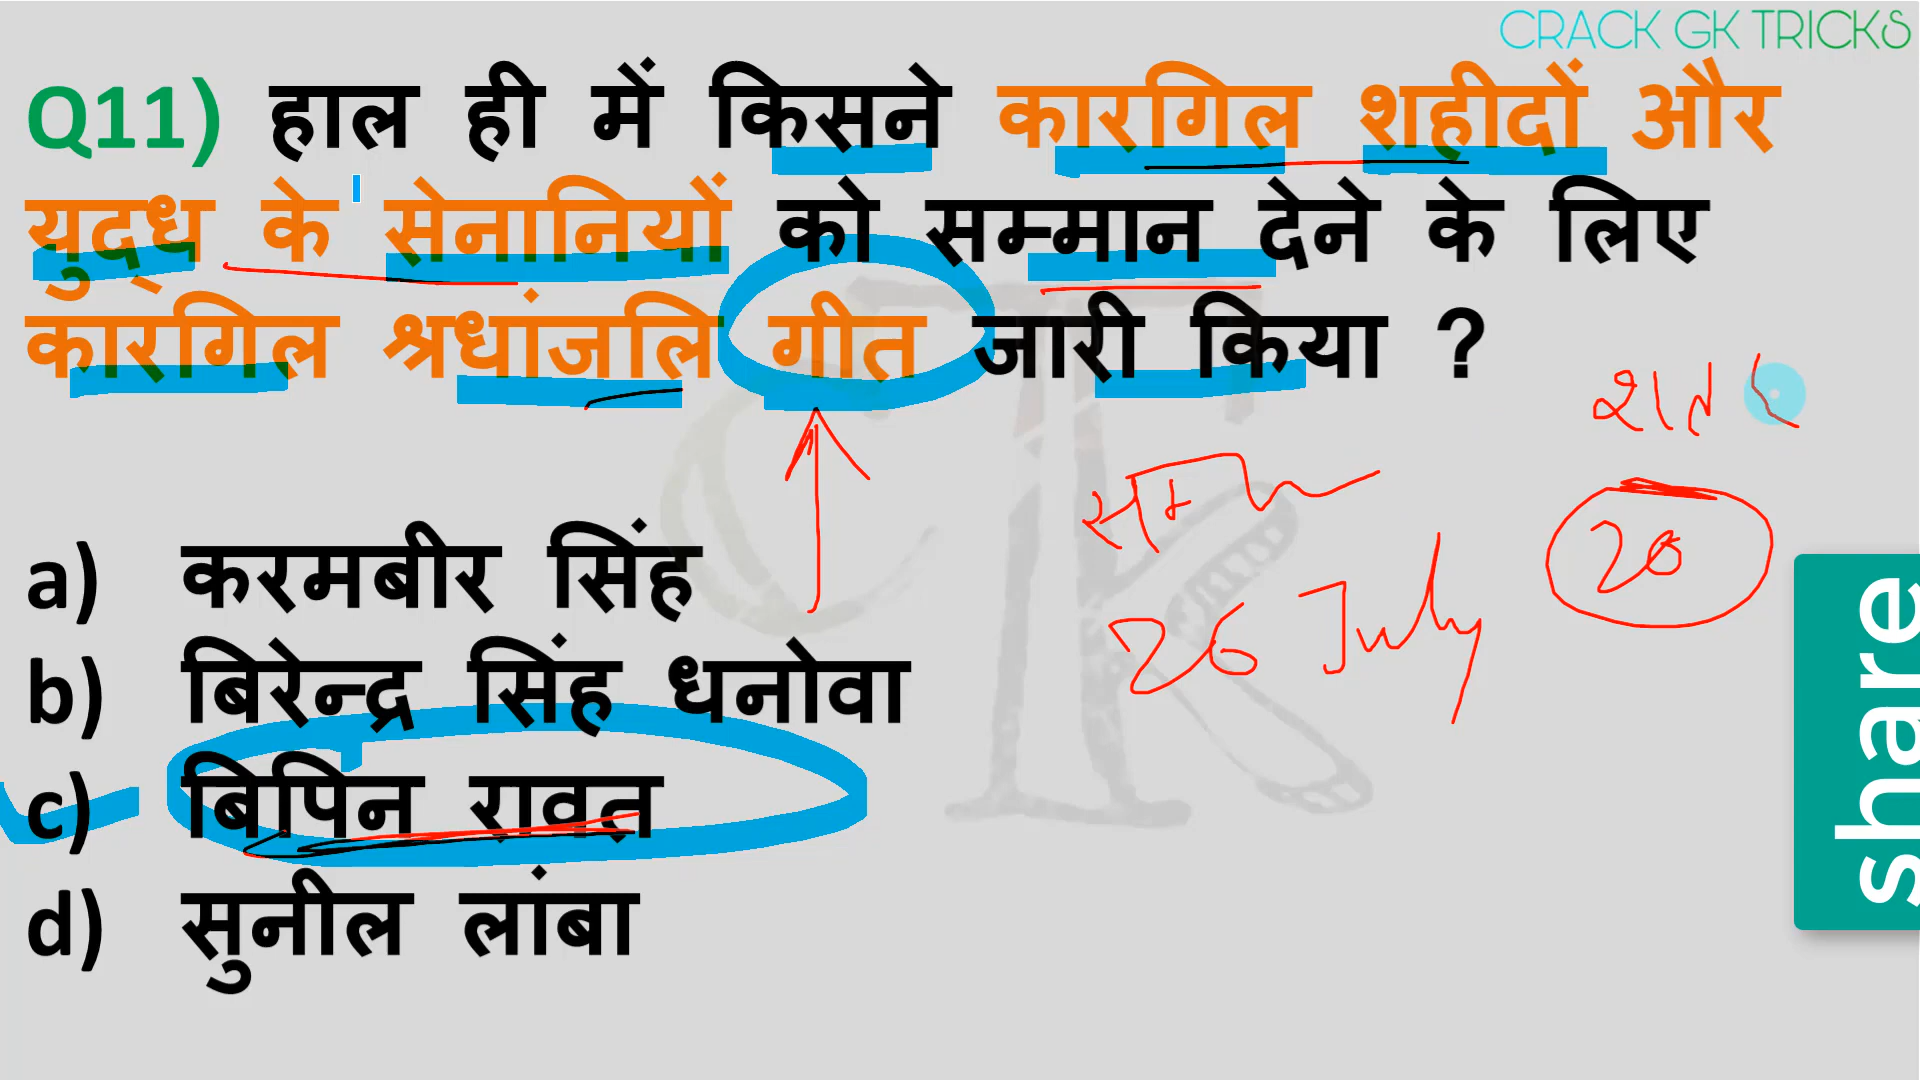 CRACK GK TRICKS
Q11) हाल ही में किसने कारगिल शहीदों और
युद्ध के सेनानियों को सम्मान देने के लिए
कारगिल श्रधांजलि गीत जारी किया ?
a) करमबीर सिंह
b) बिरेन्द्र सिंह धनोवा
c) बिपिन रावत
d) सुनील लांबा
26 July
20
share